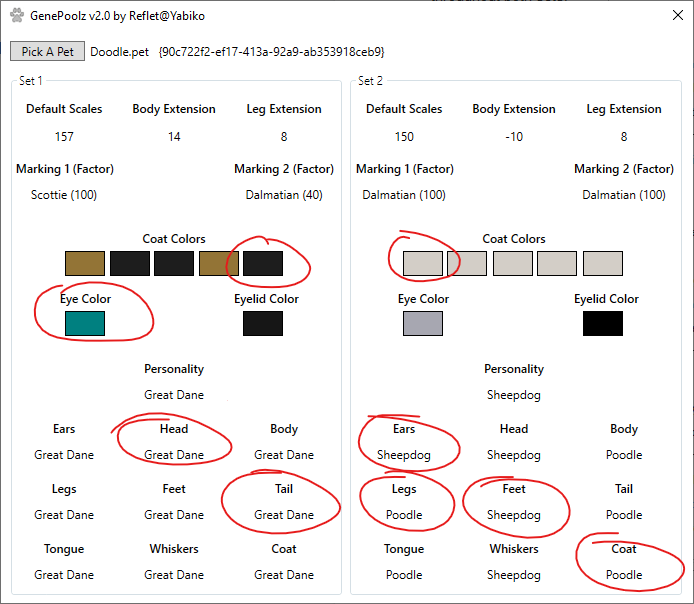 GenePoolz v2.0 by Reflet@Yabiko
Pick A Pet Doodle.pet {90c722f2-ef17-413a-92a9-ab353918ceb9}
Set 1
Default Scales Body Extension Leg Extension
157 14 8
Marking 1 (Factor) Marking 2 (Factor)
Scottie (100) Dalmatian (40)
Coat Colors
Eye Color Eyelid Color
Personality
Great Dane
Ears Head Body
Great Dane Great Dane Great Dane
Legs Feet Tail
Great Dane Great Dane Great Dane
Tongue Whiskers Coat
Great Dane Great Dane Great Dane
Set 2
Default Scales Body Extension Leg Extension
150 -10 8
Marking 1 (Factor) Marking 2 (Factor)
Dalmatian (100) Dalmatian (100)
Coat Colors
Eye Color Eyelid Color
Personality
Sheepdog
Ears Head Body
Sheepdog Sheepdog Poodle
Legs Feet Tail
Poodle Sheepdog Poodle
Tongue Whiskers Coat
Poodle Sheepdog Poodle